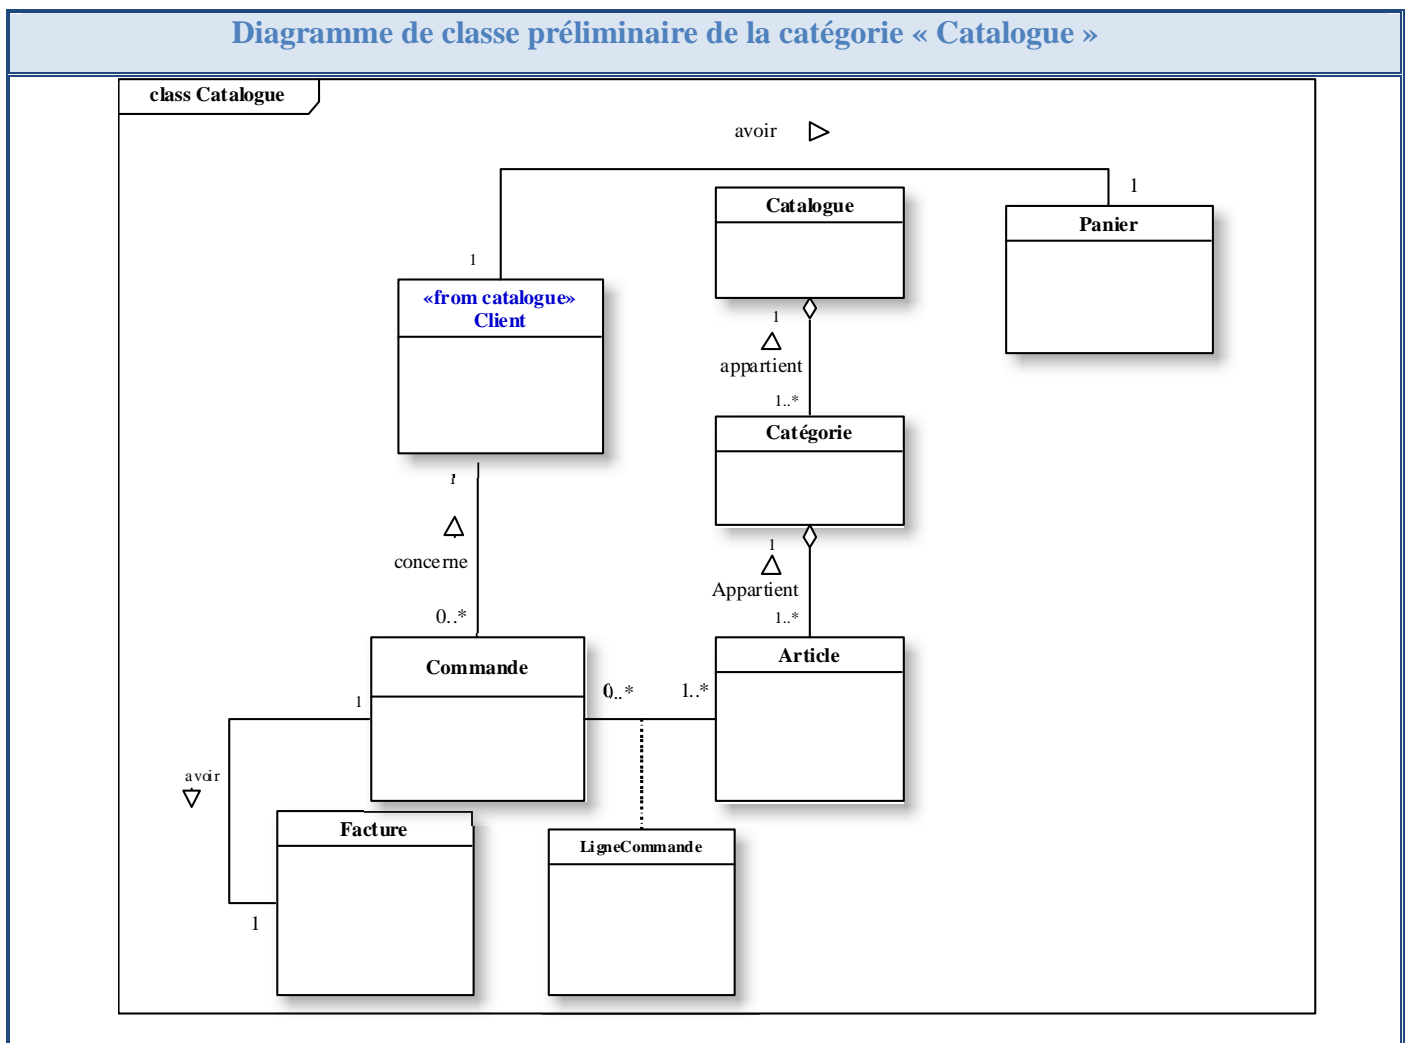 Diagramme de classe préliminaire de la catégorie « Catalogue »
class Catalogue
avoir
1
Catalogue
Panier
1
«from catalogue»
Client
1
appartient
1..*
Catégorie
1
concerne
0..*
1
Appartient
1..*
Commande
Article
0..*
1..*
1
avoir
Facture
LigneCommande
1